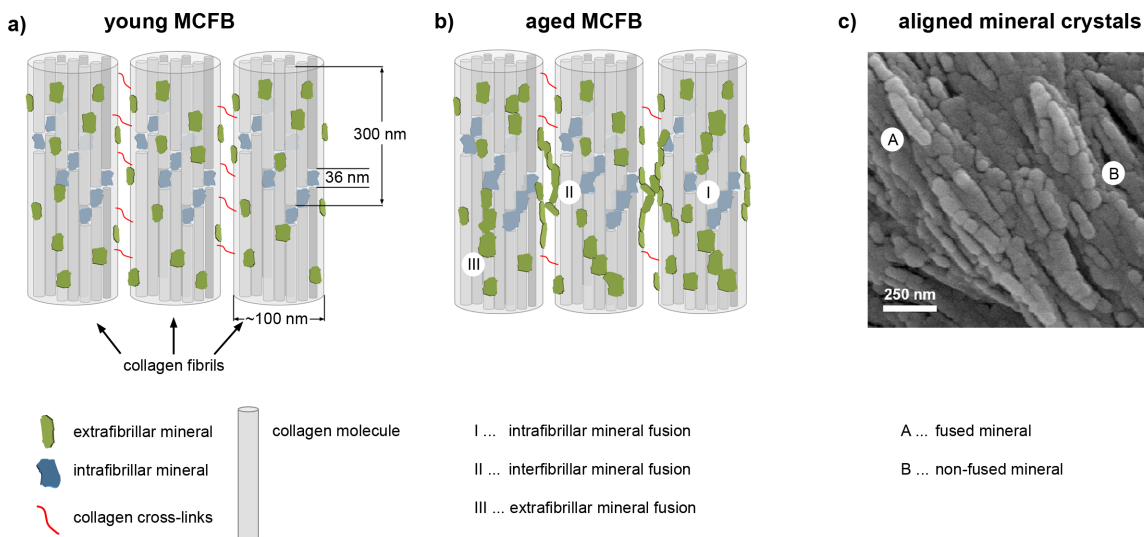 a)
young MCFB
300 nm
36 nm
~100 nm
collagen fibrils
extrafibrillar mineral
intrafibrillar mineral
collagen cross-links
collagen molecule
b)
aged MCFB
II
I
III
I ... intrafibrillar mineral fusion
II ... interfibrillar mineral fusion
III ... extrafibrillar mineral fusion
c)
aligned mineral crystals
A
B
250 nm
A ... fused mineral
B ... non-fused mineral